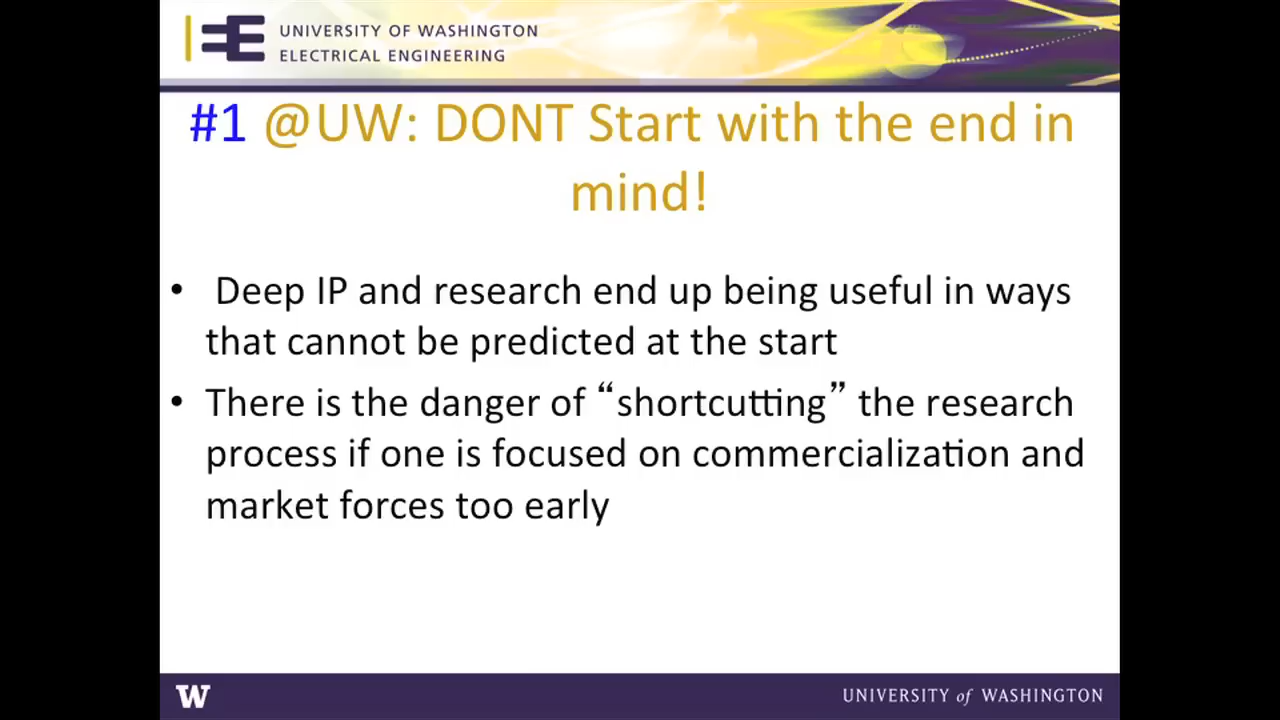 UNIVERSITY OF WASHINGTON
ELECTRICAL ENGINEERING
#1 @UW: DONT Start with the end in
mind!
• Deep IP and research end up being useful in ways
that cannot be predicted at the start
• There is the danger of “shortcutting” the research
process if one is focused on commercialization and
market forces too early
W
UNIVERSITY of WASHINGTON